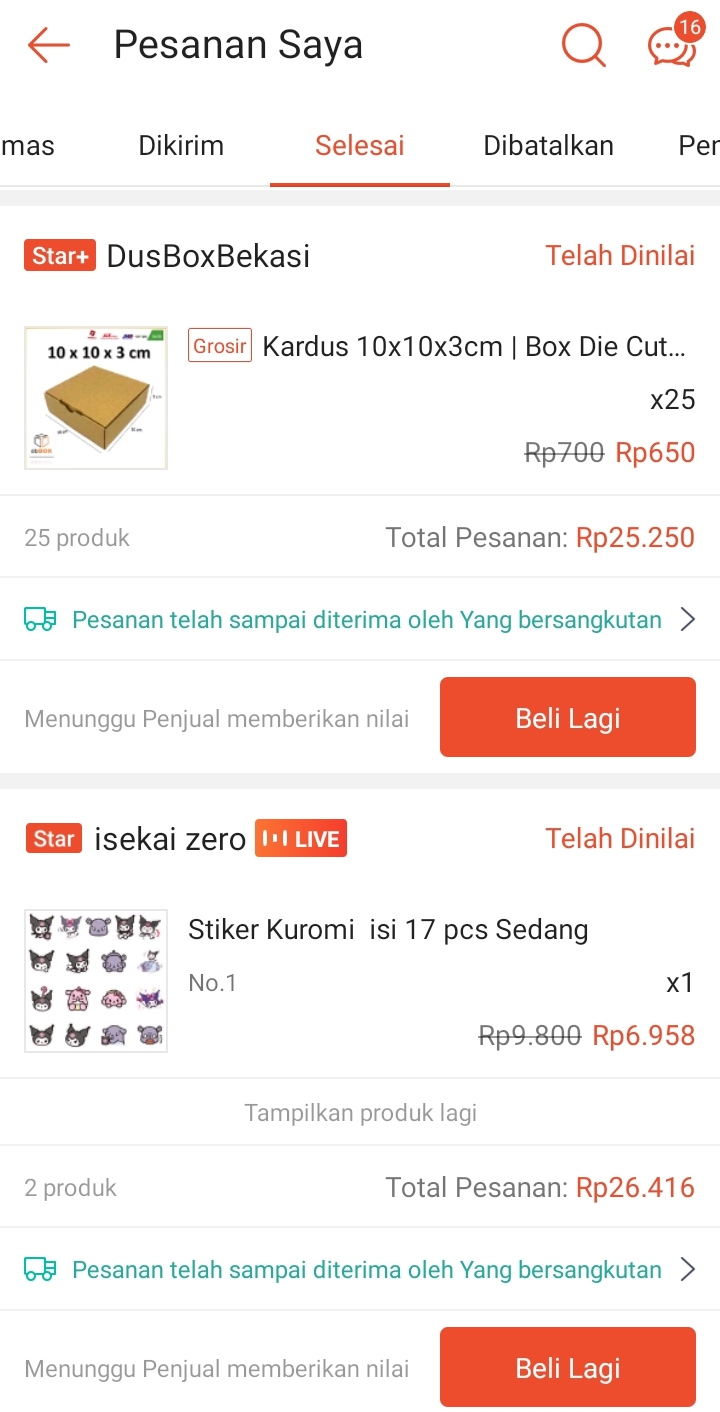 Pesanan Saya
16
mas Dikirim Selesai Dibatalkan Per
Star+ DusBoxBekasi Telah Dinilai
10 x 10 x 3 cm
Grosir Kardus 10x10x3cm | Box Die Cut...
x25
Rp700 Rp650
25 produk Total Pesanan: Rp25.250
Pesanan telah sampai diterima oleh Yang bersangkutan
Menunggu Penjual memberikan nilai Beli Lagi
Star isekai zero LIVE Telah Dinilai
Stiker Kuromi isi 17 pcs Sedang
No.1 x1
Rp9.800 Rp6.958
Tampilkan produk lagi
2 produk Total Pesanan: Rp26.416
Pesanan telah sampai diterima oleh Yang bersangkutan
Menunggu Penjual memberikan nilai Beli Lagi